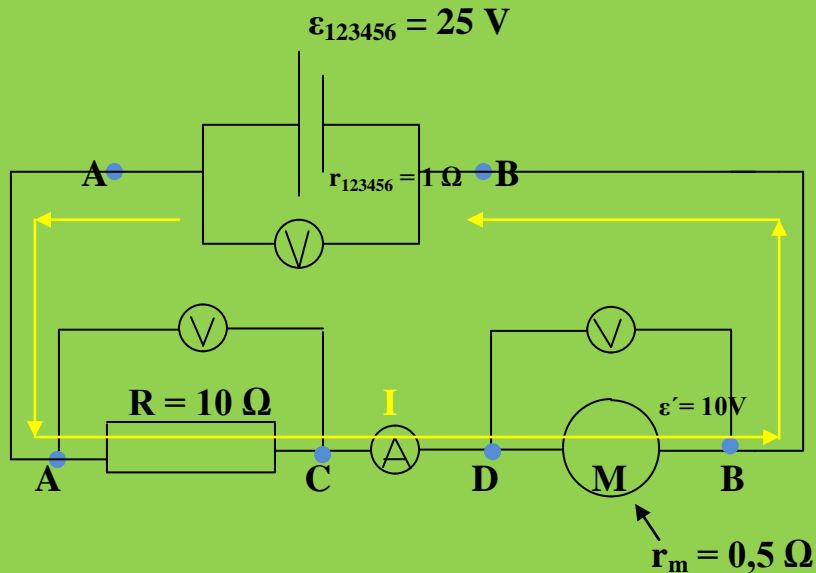 ε123456 = 25 V
A
r123456 = 1 Ω
B
V
V
V
R = 10 Ω
I
ε´= 10V
A
C
A
D
M
B
rm = 0,5 Ω